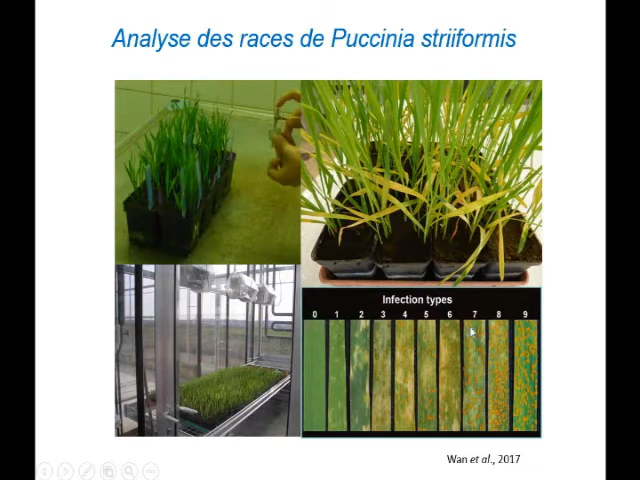 Analyse des races de Puccinia striiformis
Infection types
0 1 2 3 4 5 6 7 8 9
Wan et al., 2017